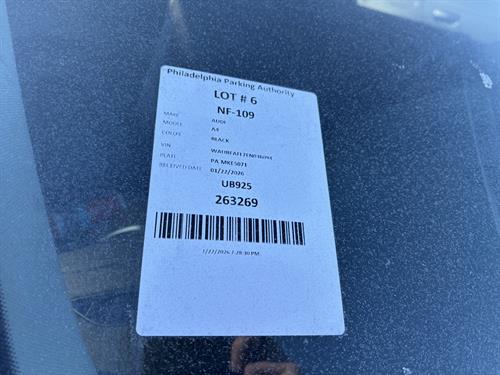 Philadelphia Parking Authority
LOT # 6
NF-109
MAKE AUDI
MODEL A4
COLOR BLACK
VIN
PLATE PA MKE5071
RECEIVED DATE 01/22/2026
UB925
263269
1/22/2026 7:28:30 PM